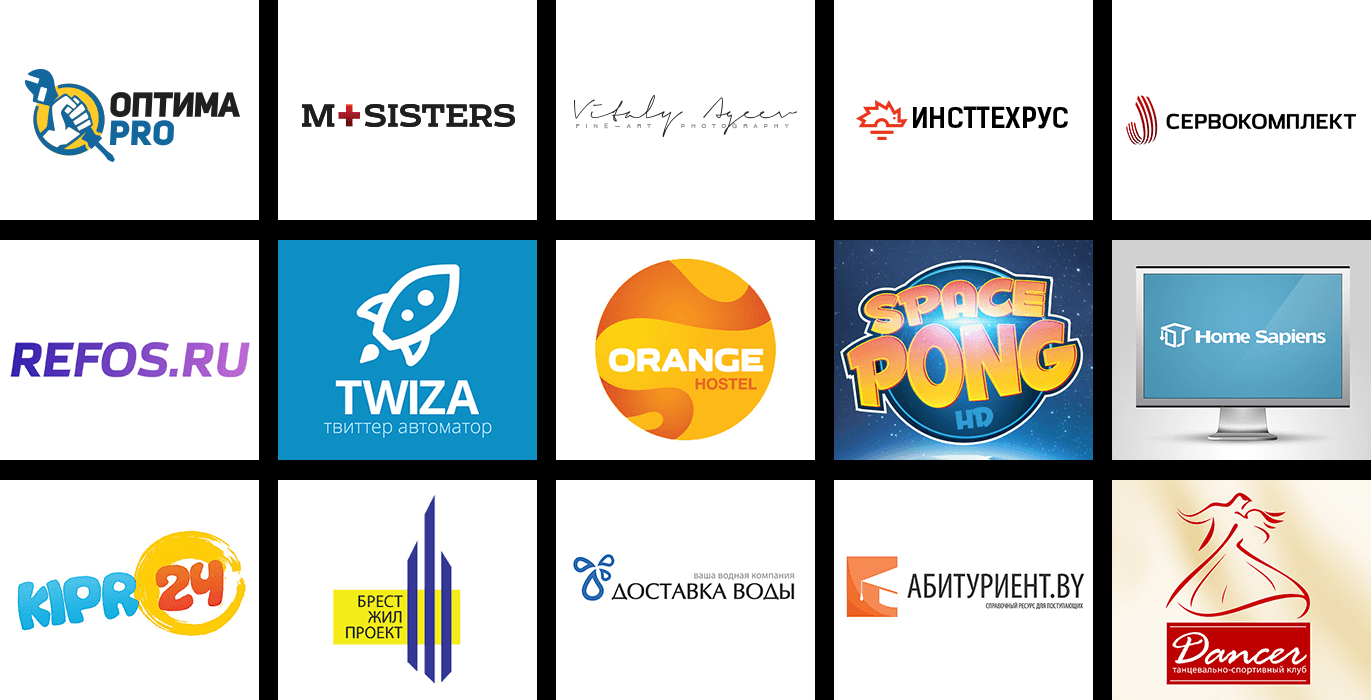 ОПТИМА
PRO
M+SISTERS
Vitaly Ageev
FINE-ART PHOTOGRAPHY
ИНСТТЕХРУС
СЕРВОКОМПЛЕКТ
REFOS.RU
TWIZA
твиттер автоматор
ORANGE
HOSTEL
SPACE
PONG
HD
Home Sapiens
KIPR 24
БРЕСТ
ЖИЛ
ПРОЕКТ
ваша водная компания
ДОСТАВКА ВОДЫ
АБИТУРИЕНТ.BY
СПРАВОЧНЫЙ РЕСУРС ДЛЯ ПОСТУПАЮЩИХ
Dancer
танцевально-спортивный клуб